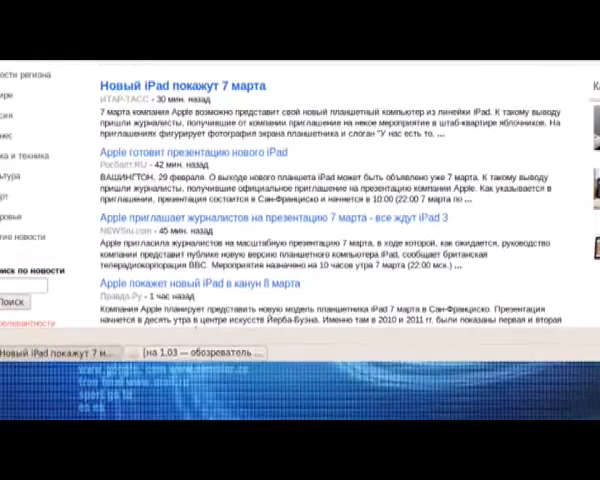 ости региона
Новый iPad покажут 7 марта
ИТАР-ТАСС - 30 мин. назад
7 марта компания Apple возможно представит свой новый планшетный компьютер из линейки iPad. К такому выводу
пришли журналисты, получившие от компании приглашение на некое мероприятие в штаб-квартире яблочников. На
приглашениях фигурирует фотография экрана планшетника и слоган "У нас есть то, ...
ка и техника
Apple готовит презентацию нового iPad
Росбалт.RU - 42 мин. назад
ВАШИНГТОН, 29 февраля. О выходе нового планшета iPad может быть объявлено уже 7 марта. К такому выводу
пришли журналисты, получившие официальное приглашение на презентацию компании Apple. Как указывается в
приглашении, презентация состоится в Сан-Франциско и начнется в 10:00 (22:00 7 марта по ...
Apple приглашает журналистов на презентацию 7 марта - все ждут iPad 3
NEWSru.com - 45 мин. назад
Apple пригласила журналистов на масштабную презентацию 7 марта, в ходе которой, как ожидается, руководство
компании представит публике новую версию планшетного компьютера iPad, сообщает британская
телерадиокорпорация BBC. Мероприятие назначено на 10 часов утра 7 марта (22:00 мск.) ...
тие новости
иск по новости
Поиск
релевантности
Apple покажет новый iPad в канун 8 марта
Правда.Ру - 1 час назад
Компания Apple планирует представить новую модель планшетника iPad 7 марта в Сан-Франциско. Презентация
начнется в десять утра в центре искусств Йерба-Буэна. Именно там в 2010 и 2011 гг. были показаны первая и вторая
Новый iPad покажут 7 м...
[на 1.03 — обозреватель ...